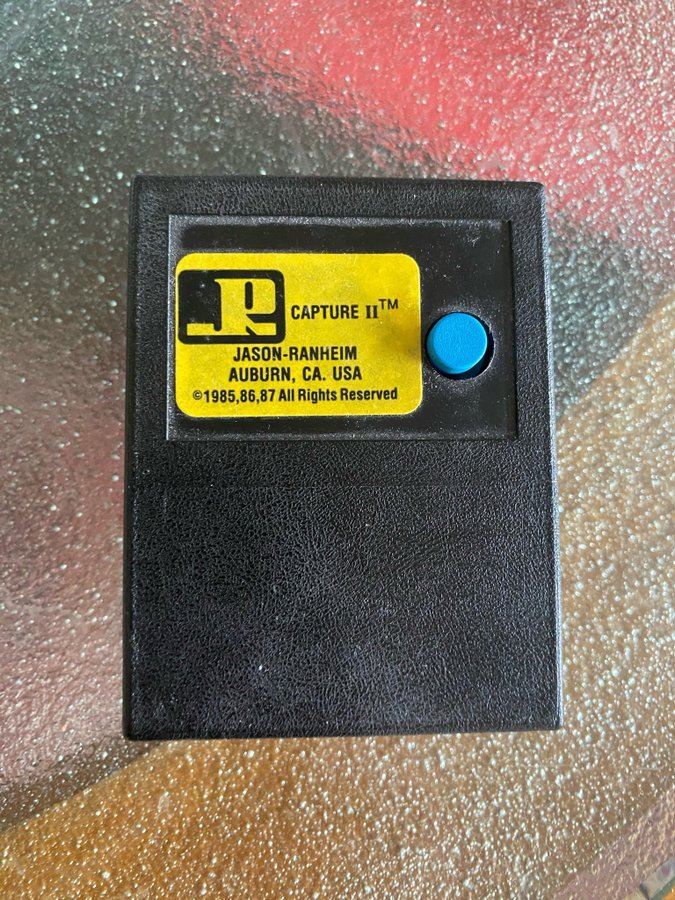 JR
CAPTURE II™
JASON-RANHEIM
AUBURN, CA. USA
©1985,86,87 All Rights Reserved